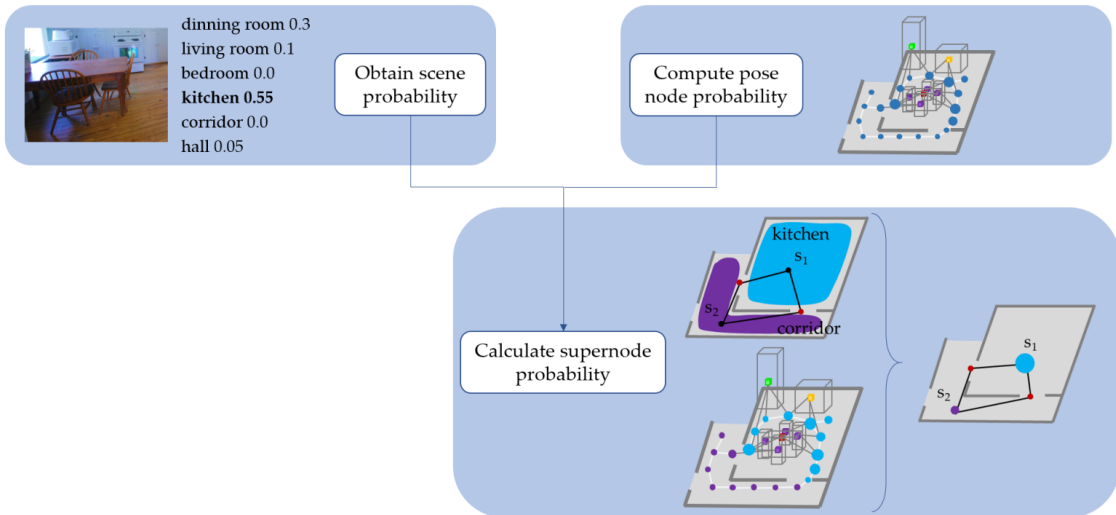 dinning room 0.3
living room 0.1
bedroom 0.0
kitchen 0.55
corridor 0.0
hall 0.05
Obtain scene
probability
Compute pose
node probability
Calculate supernode
probability
kitchen
s₁
s₂
corridor
s₁
s₂